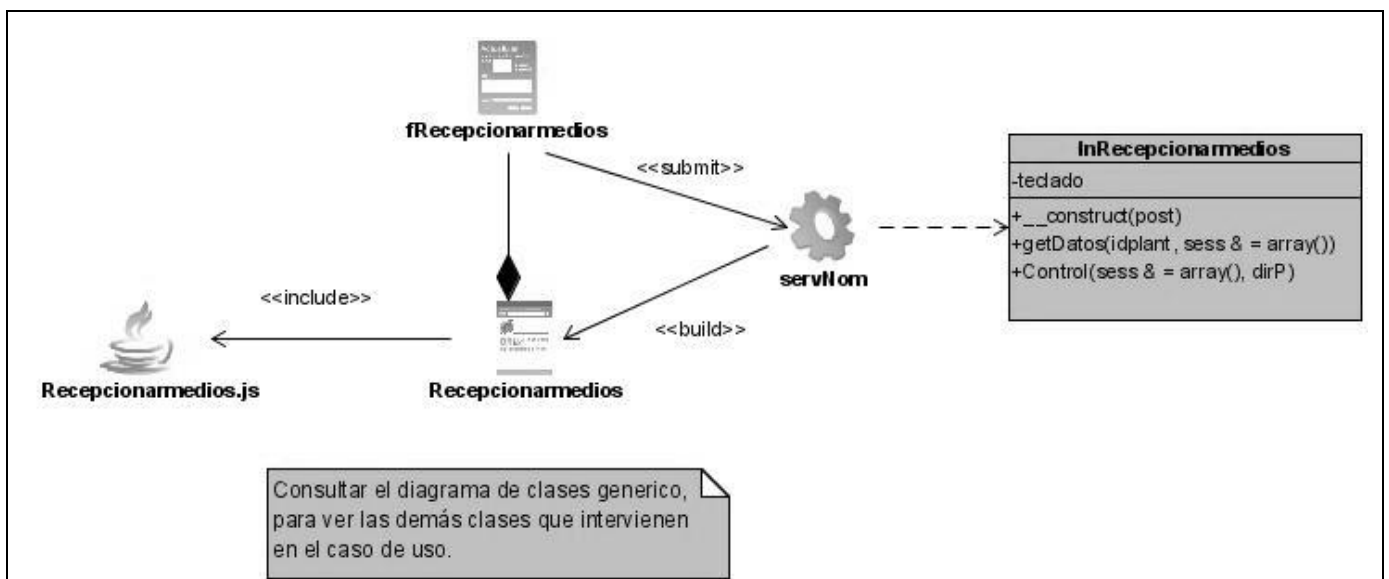 fRecepcionarmedios
<<submit>>
InRecepcionarmedios
-teclado
+__construct(post)
+getDatos(idplant, sess & = array())
+Control(sess & = array(), dirP)
servNom
<<include>>
<<build>>
Recepcionarmedios.js
Recepcionarmedios
Consultar el diagrama de clases generico,
para ver las demás clases que intervienen
en el caso de uso.